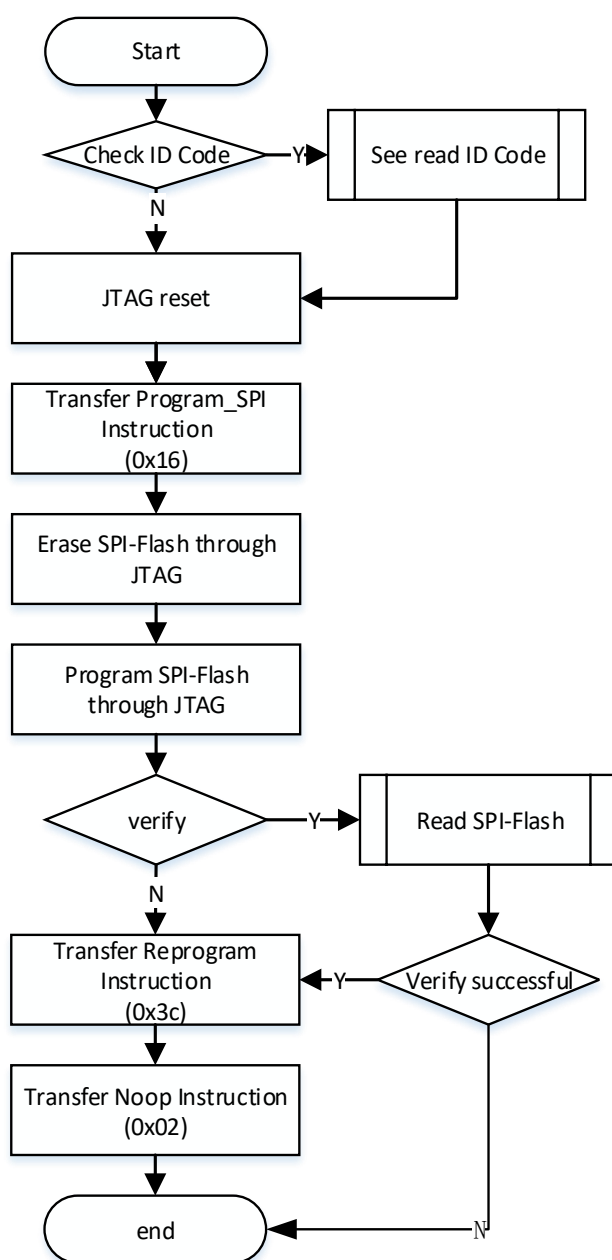 Start
Check ID Code
Y
See read ID Code
N
JTAG reset
Transfer Program_SPI
Instruction
(0x16)
Erase SPI-Flash through
JTAG
Program SPI-Flash
through JTAG
verify
Y
Read SPI-Flash
N
Transfer Reprogram
Instruction
(0x3c)
Y
Verify successful
Transfer Noop Instruction
(0x02)
end
N